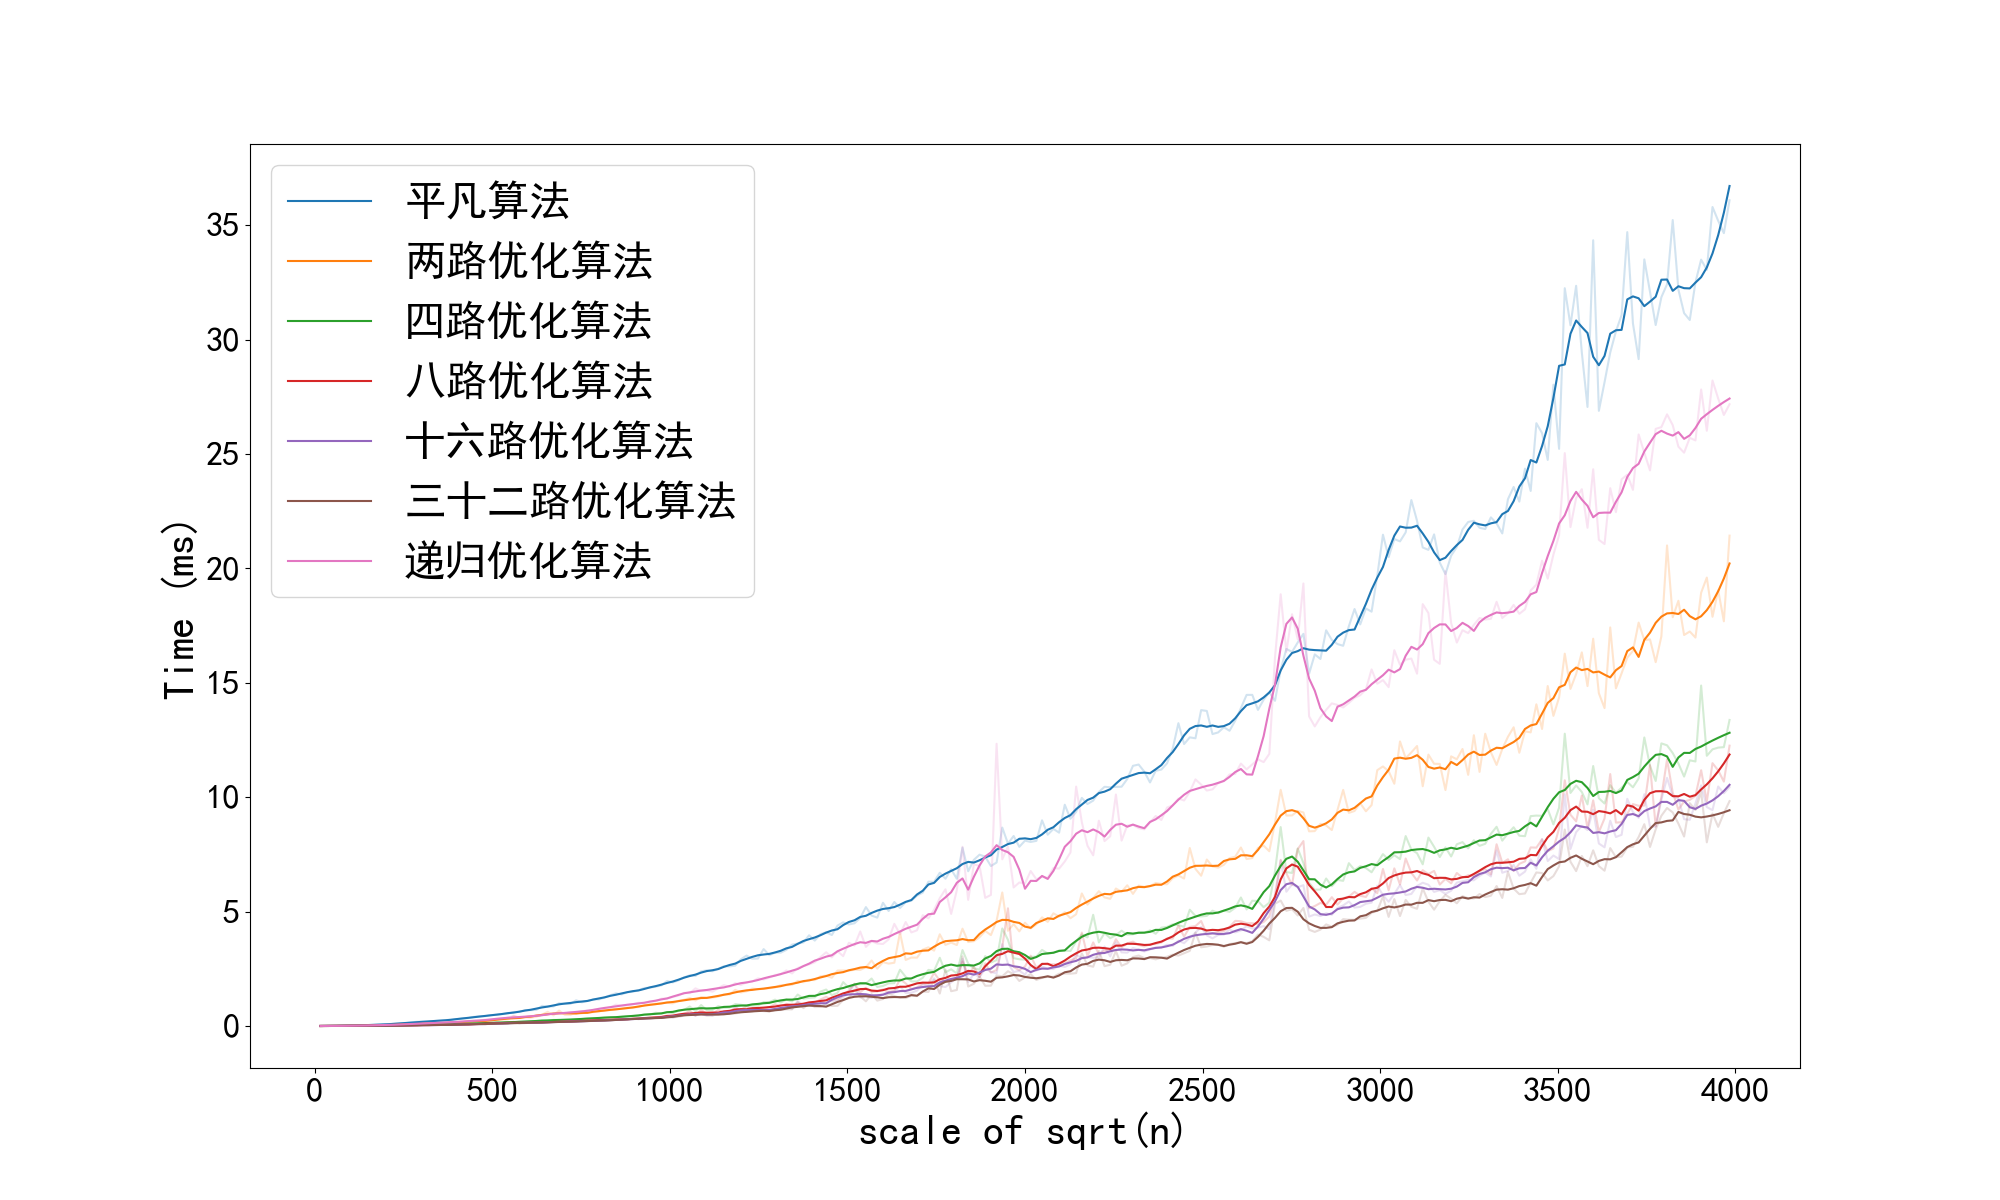 平凡算法
两路优化算法
四路优化算法
八路优化算法
十六路优化算法
三十二路优化算法
递归优化算法
35
30
25
20
15
10
5
0
Time (ms)
0 500 1000 1500 2000 2500 3000 3500 4000
scale of sqrt(n)